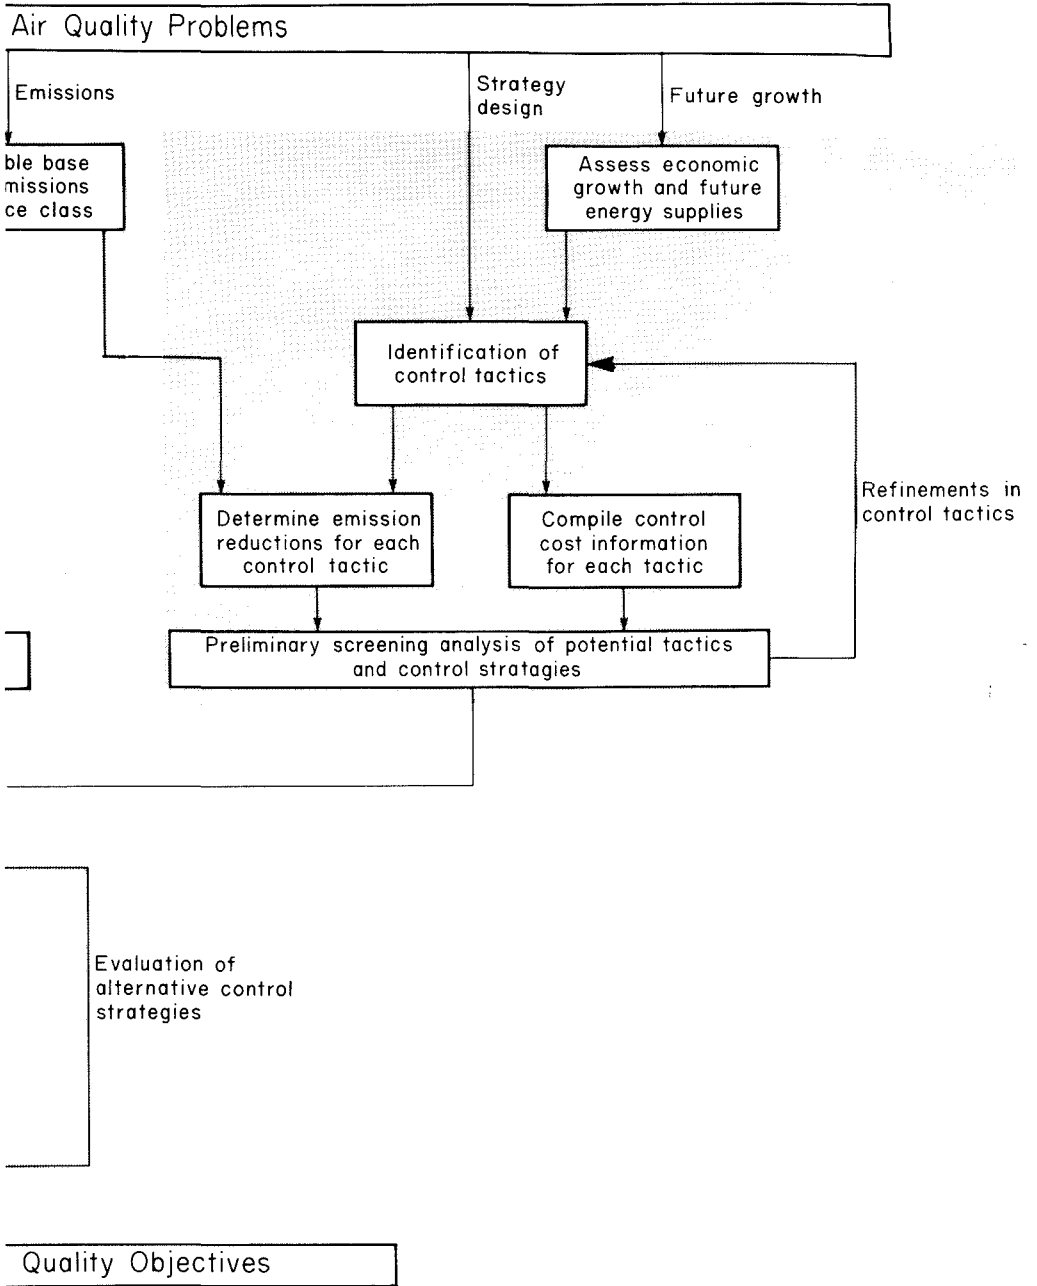 Air Quality Problems
Emissions
Strategy
design
Future growth
ble base
missions
ce class
Assess economic
growth and future
energy supplies
Identification of
control tactics
Refinements in
control tactics
Determine emission
reductions for each
control tactic
Compile control
cost information
for each tactic
Preliminary screening analysis of potential tactics
and control stratagies
Evaluation of
alternative control
strategies
Quality Objectives